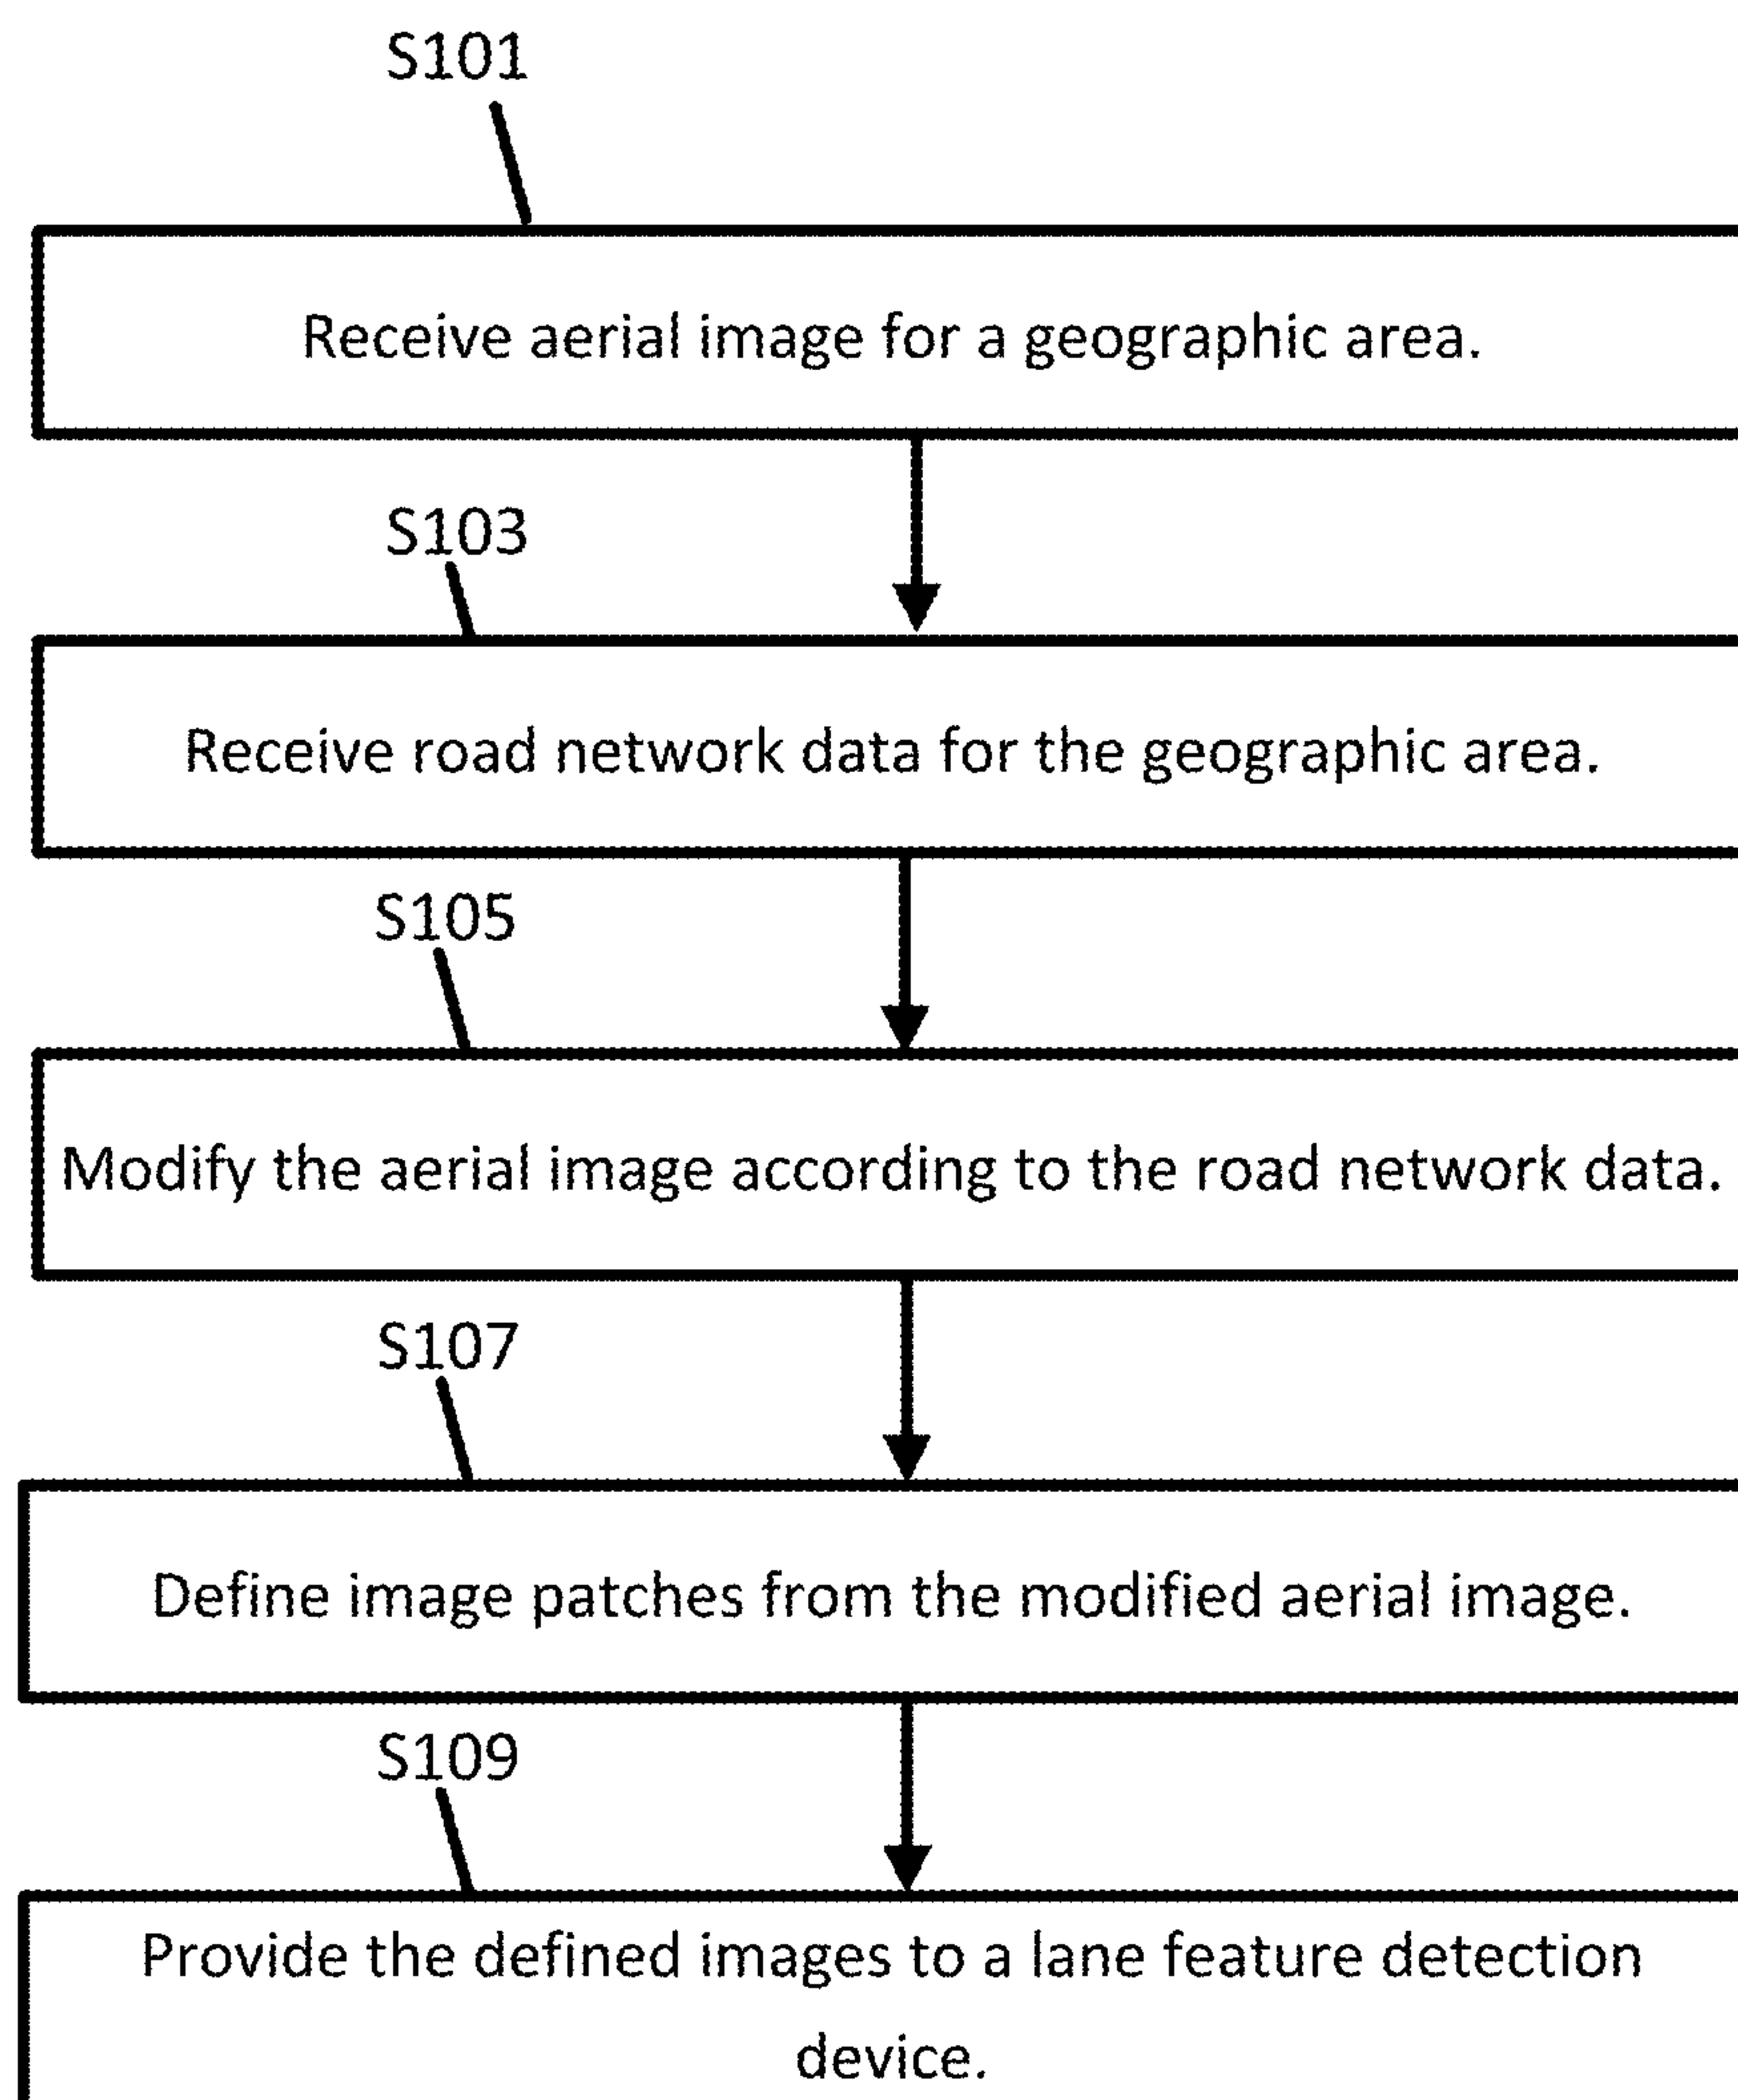 S101
Receive aerial image for a geographic area.
S103
Receive road network data for the geographic area.
S105
Modify the aerial image according to the road network data.
S107
Define image patches from the modified aerial image.
S109
Provide the defined images to a lane feature detection
device.